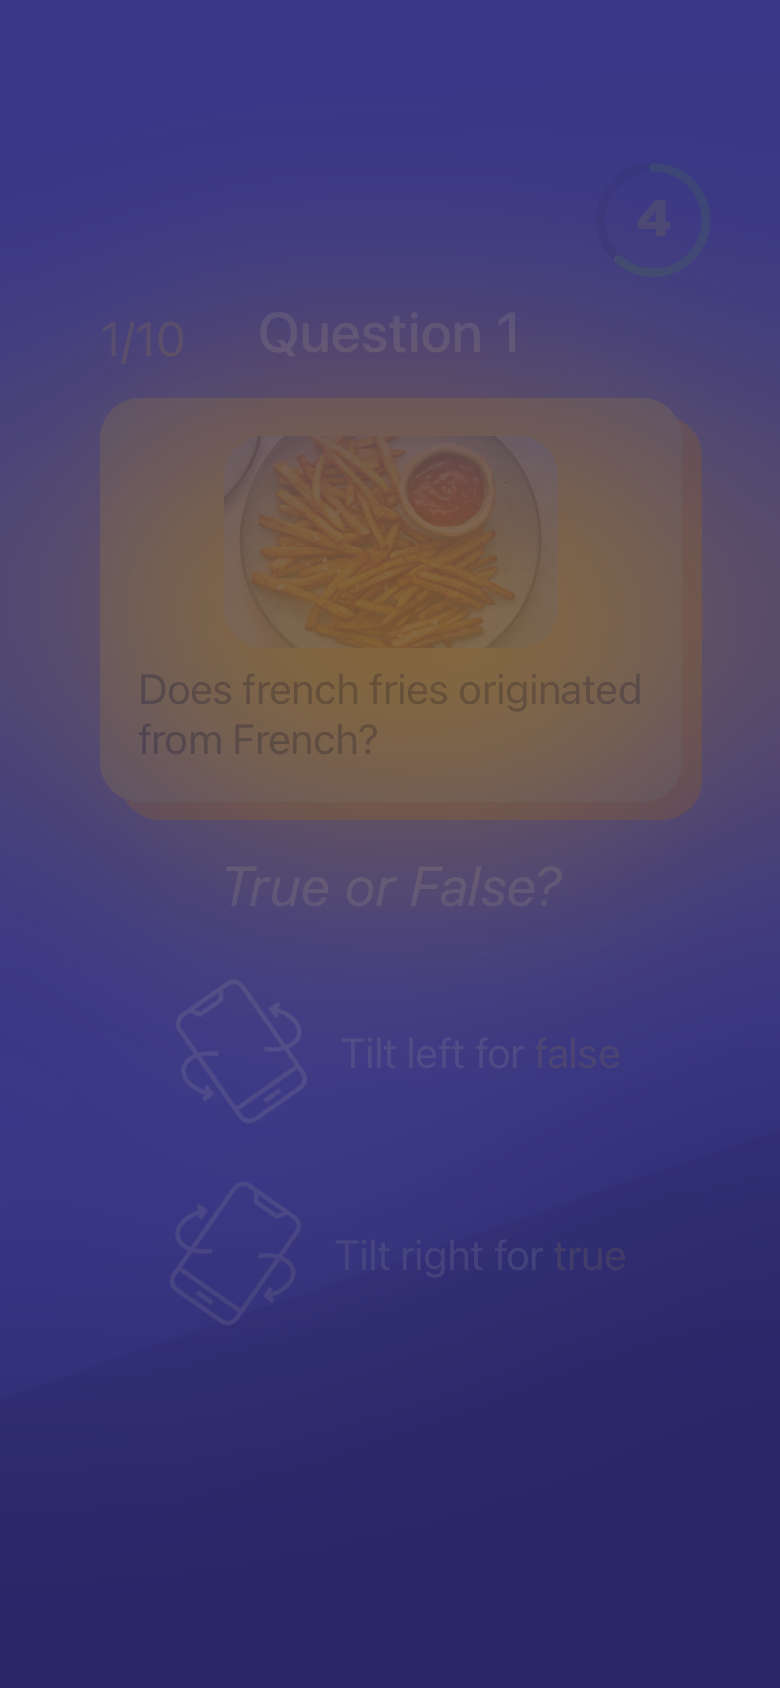 4
1/10 Question 1
Does french fries originated
from French?
True or False?
Tilt left for false
Tilt right for true